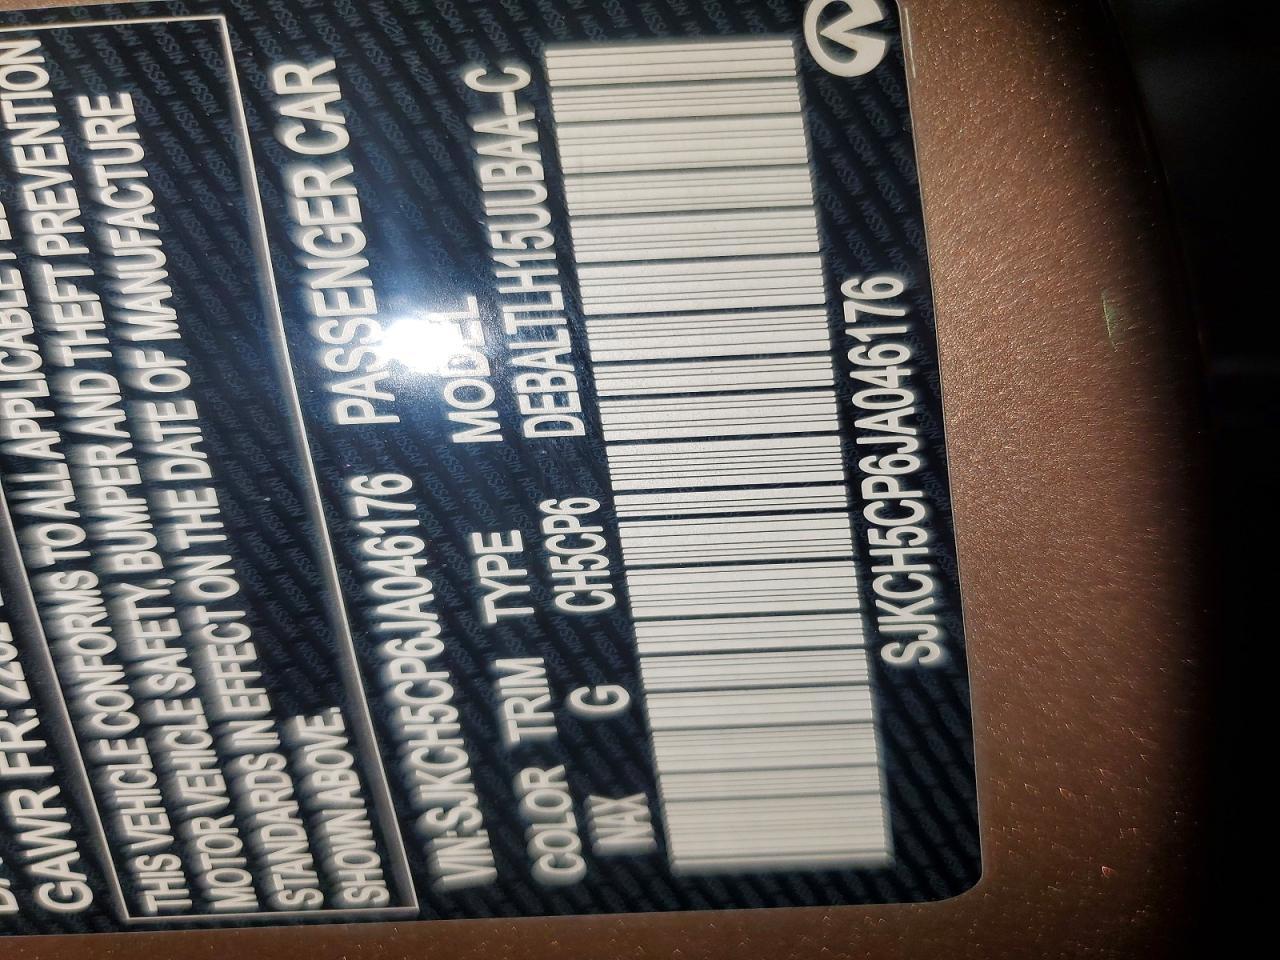 GAWR FR: 22
THIS VEHICLE CONFORMS TO ALL APPLICABLE
MOTOR VEHICLE SAFETY, BUMPER AND THEFT PREVENTION
STANDARDS IN EFFECT ON THE DATE OF MANUFACTURE
SHOWN ABOVE.
VIN:SJKCH5CP6JA046176 PASSENGER CAR
COLOR TRIM TYPE MODEL
NAX G CH5CP6 DEBALTLH15UUBAA-C
SJKCH5CP6JA046176